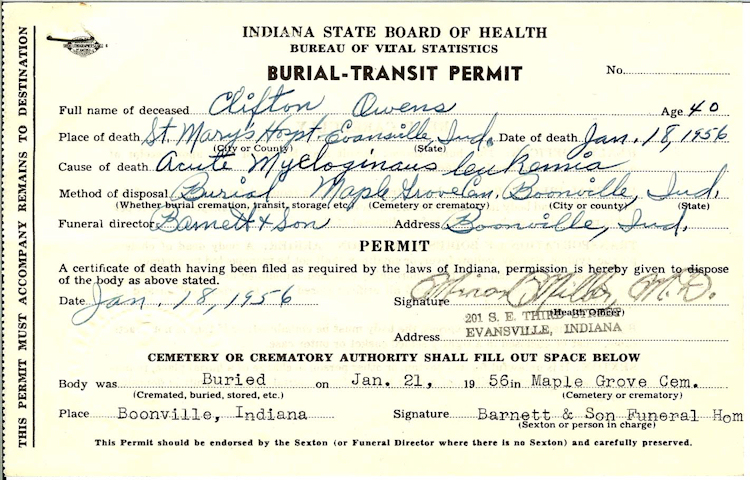 THIS PERMIT MUST ACCOMPANY REMAINS TO DESTINATION
INDIANA STATE BOARD OF HEALTH
BUREAU OF VITAL STATISTICS
BURIAL-TRANSIT PERMIT
No.
Full name of deceased Clifton Owens Age 40
Place of death St. Mary's Hospt. Evansville, Ind. Date of death Jan. 18, 1956
(City or County) (State)
Cause of death Acute Myeloginaus leukemia
Method of disposal Burial Maple Grove Cem. Boonville, Ind.
(Whether burial cremation, transit, storage, etc) (Cemetery or crematory) (City or county) (State)
Funeral director Barnett & Son Address Boonville, Ind.
PERMIT
A certificate of death having been filed as required by the laws of Indiana, permission is hereby given to dispose
of the body as above stated.
Date Jan. 18, 1956 Signature Miller, M.D.
(Health Officer)
201 S. E. THIRD STREET
Address EVANSVILLE, INDIANA
CEMETERY OR CREMATORY AUTHORITY SHALL FILL OUT SPACE BELOW
Body was Buried on Jan. 21, 1956 in Maple Grove Cem.
(Cremated, buried, stored, etc.) (Cemetery or crematory)
Place Boonville, Indiana Signature Barnett & Son Funeral Hom
(Sexton or person in charge)
This Permit should be endorsed by the Sexton (or Funeral Director where there is no Sexton) and carefully preserved.